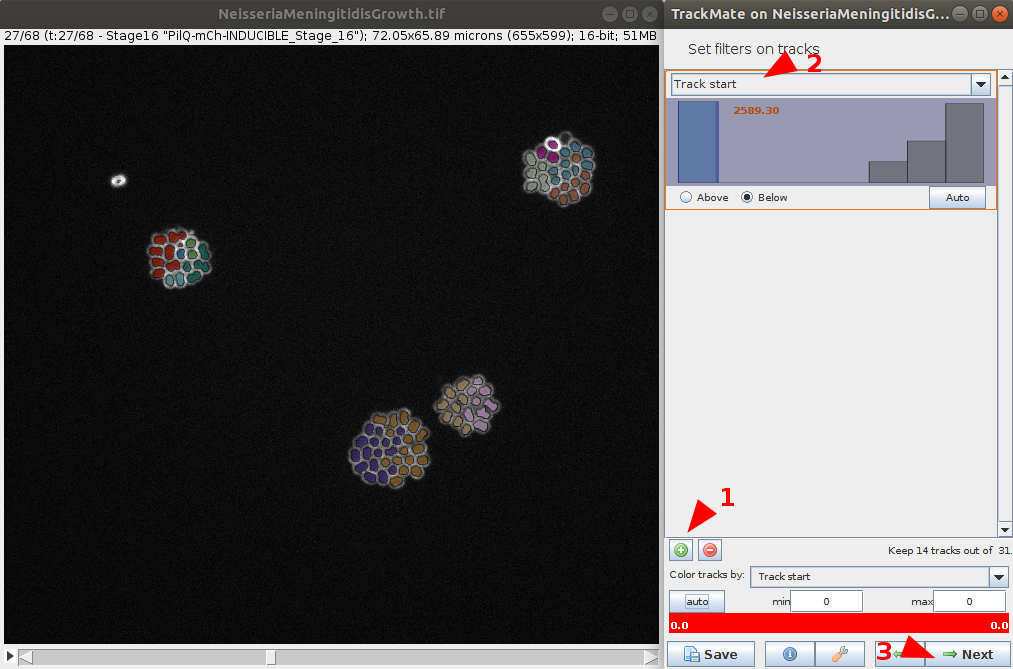 NeisseriaMeningitidisGrowth.tif
27/68 (t:27/68 - Stage16 "PilQ-mCh-INDUCIBLE_Stage_16"); 72.05x65.89 microns (655x599); 16-bit; 51MB
TrackMate on NeisseriaMeningitidisG...
Set filters on tracks
2
Track start
2589.30
Above
Below
Auto
1
Keep 14 tracks out of 31.
Color tracks by:
Track start
auto
min
0
max
0
0.0
0.0
3
Save
Next